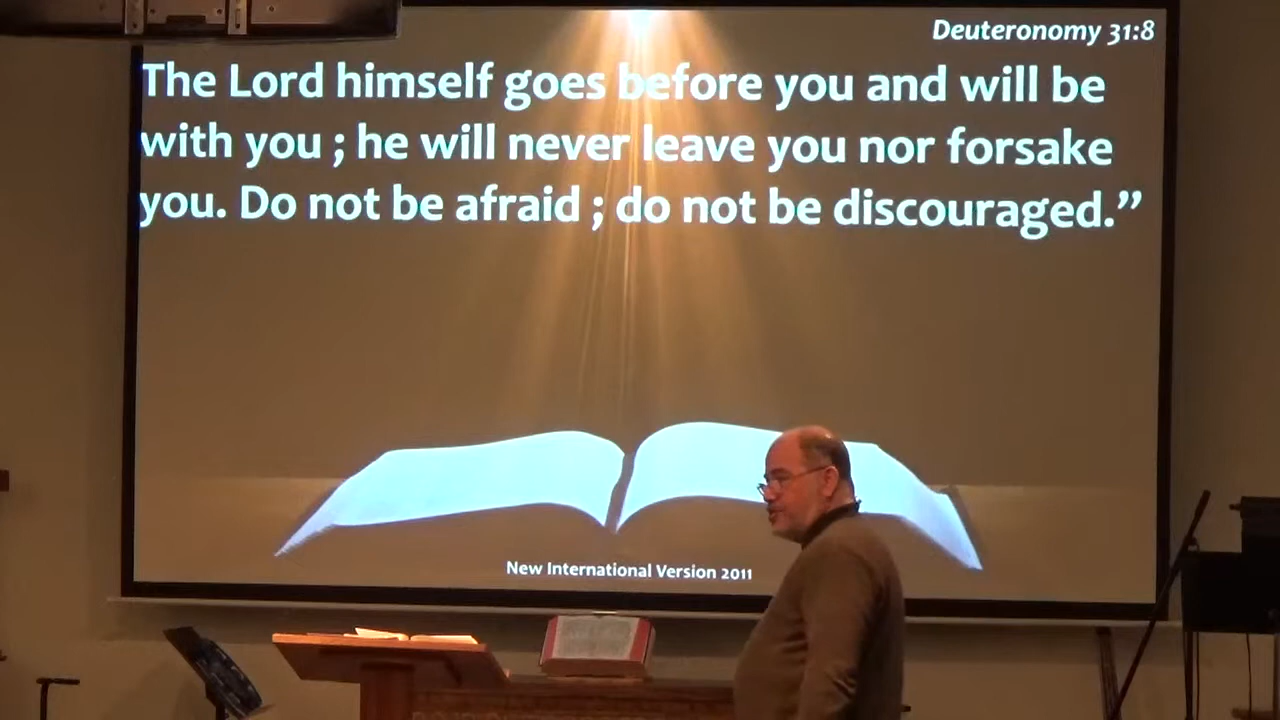 Deuteronomy 31:8
The Lord himself goes before you and will be
with you ; he will never leave you nor forsake
you. Do not be afraid ; do not be discouraged.”
New International Version 2011